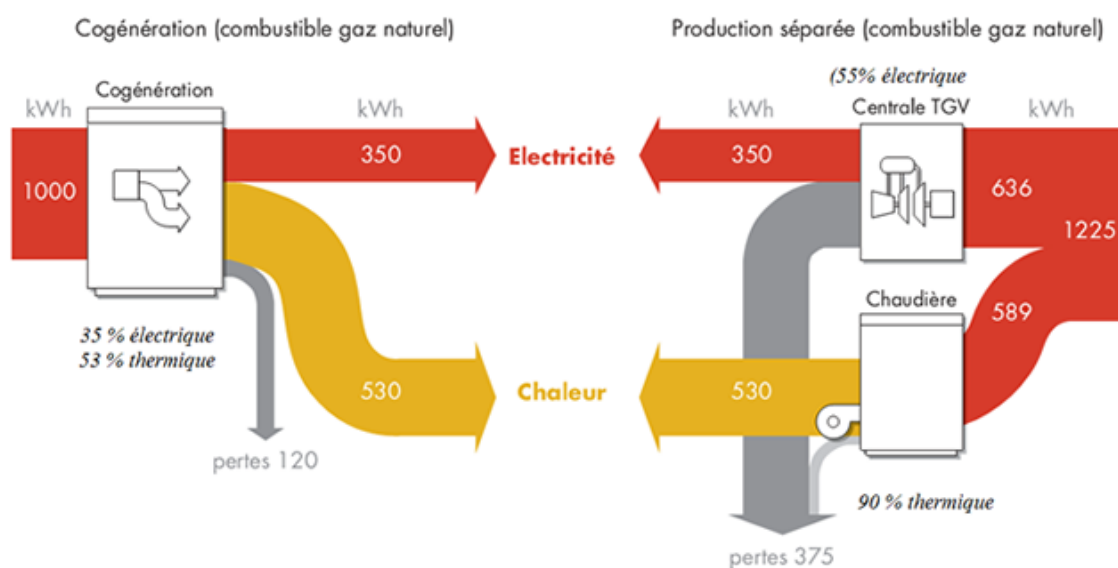 Cogénération (combustible gaz naturel)
Production séparée (combustible gaz naturel)
Cogénération
(55% électrique
Centrale TGV
kWh
kWh
kWh
kWh
1000
350
Electricité
350
636
1225
Chaudière
589
35 % électrique
53 % thermique
530
Chaleur
530
pertes 120
90 % thermique
pertes 375